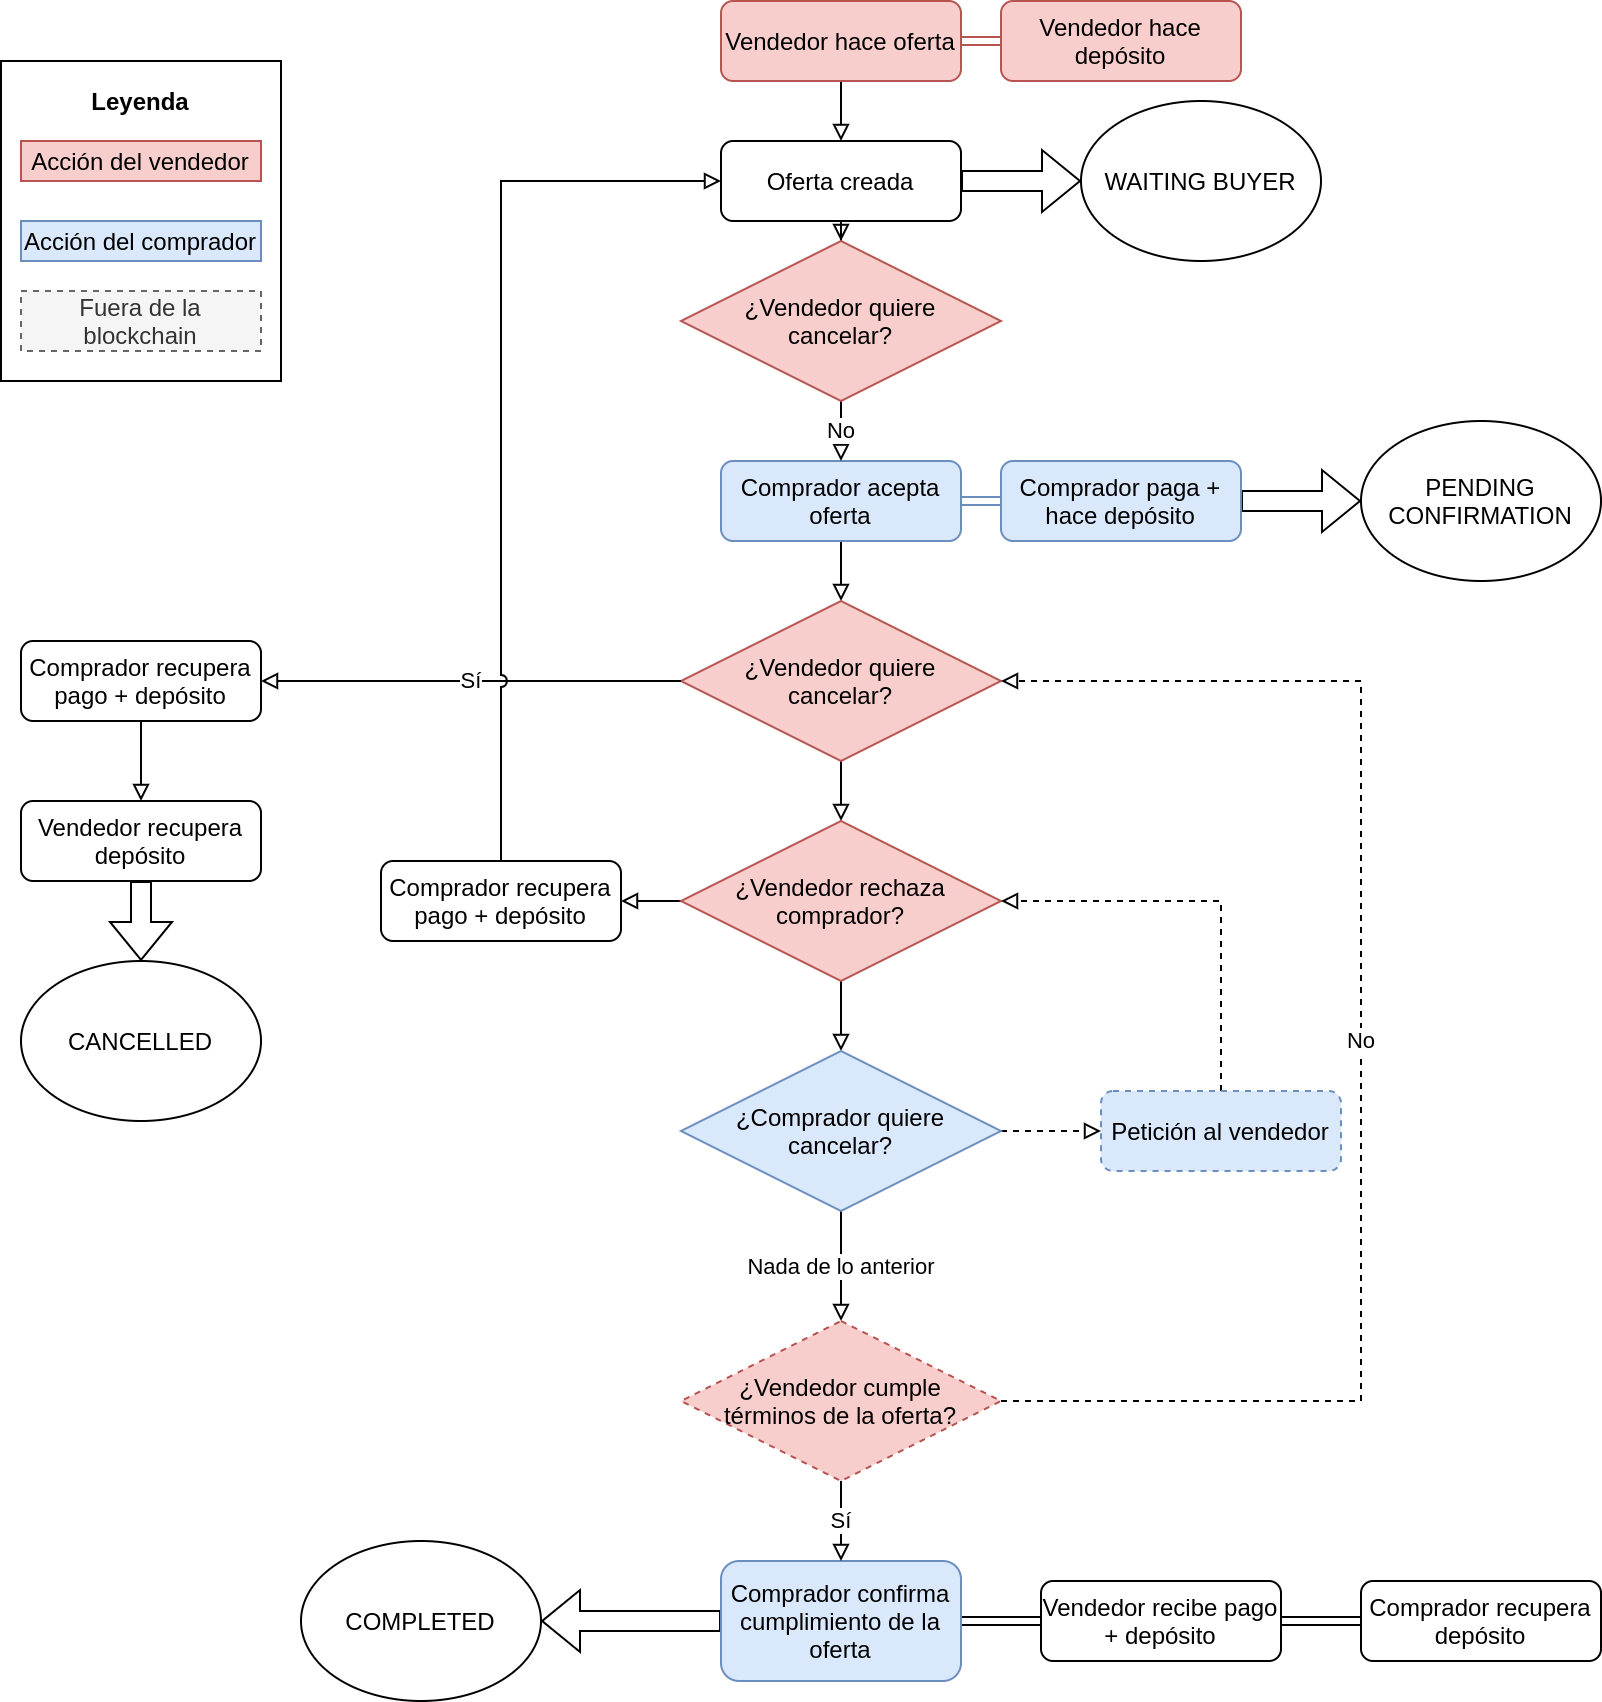 Vendedor hace oferta
Vendedor hace
depósito
Leyenda
Acción del vendedor
Acción del comprador
Fuera de la
blockchain
Oferta creada
WAITING BUYER
¿Vendedor quiere
cancelar?
No
Comprador acepta
oferta
Comprador paga +
hace depósito
PENDING
CONFIRMATION
¿Vendedor quiere
cancelar?
Sí
Comprador recupera
pago + depósito
Vendedor recupera
depósito
CANCELLED
¿Vendedor rechaza
comprador?
Comprador recupera
pago + depósito
No
¿Comprador quiere
cancelar?
Petición al vendedor
Nada de lo anterior
¿Vendedor cumple
términos de la oferta?
Sí
COMPLETED
Comprador confirma
cumplimiento de la
oferta
Vendedor recibe pago
+ depósito
Comprador recupera
depósito